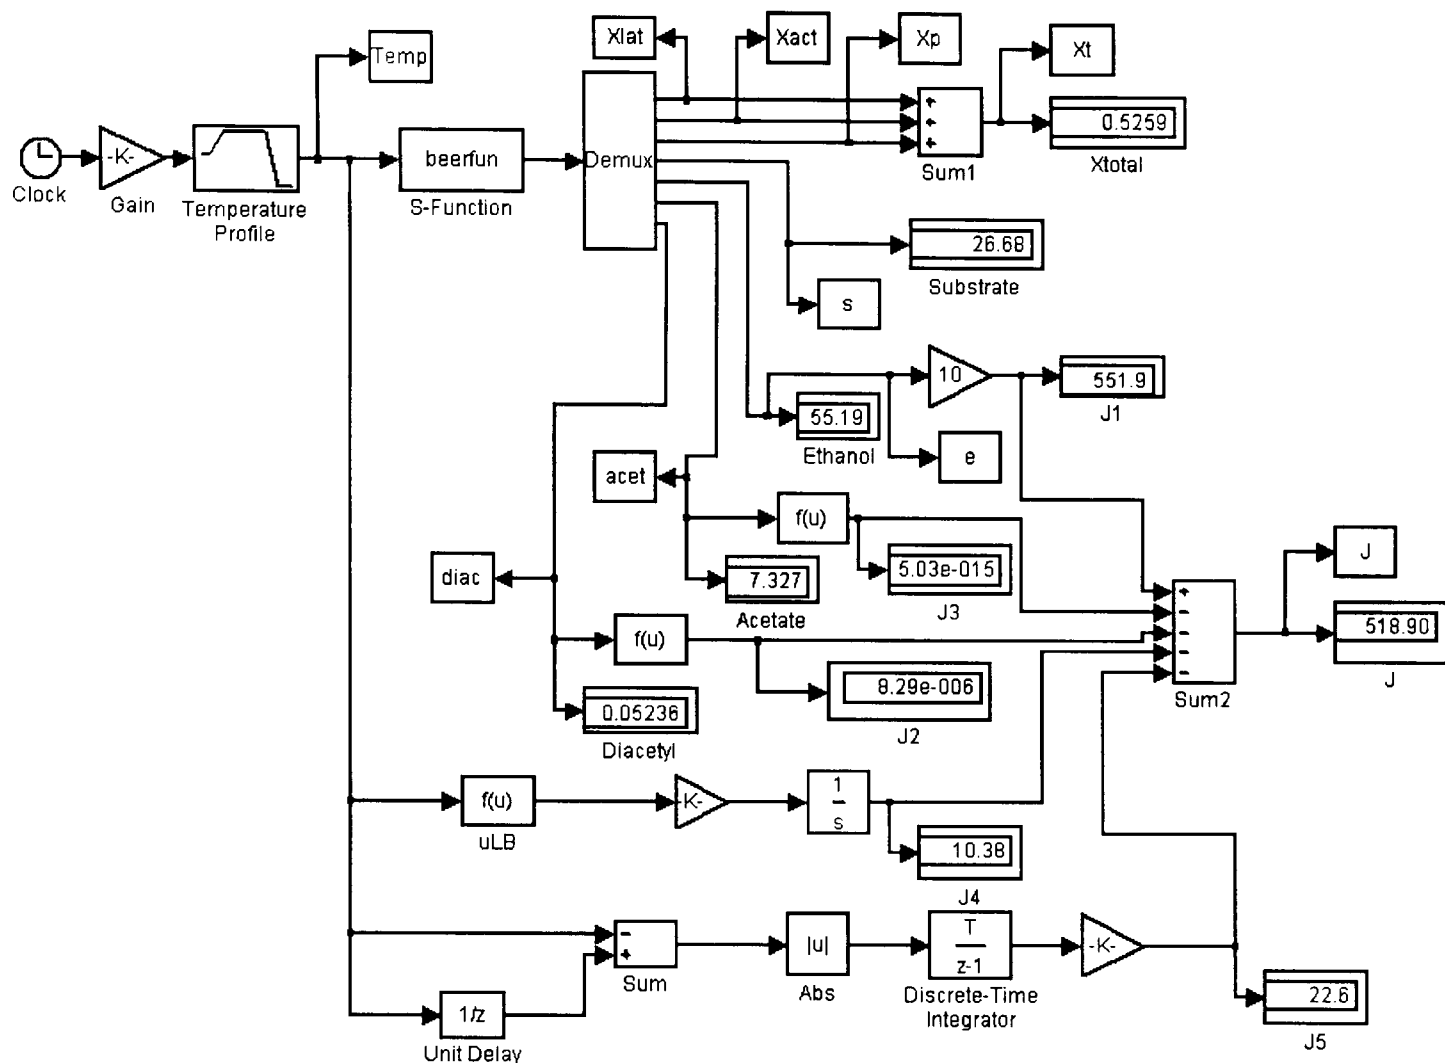 Xlat
Xact
Xp
Xt
Temp
0.5259
Xtotal
+
+
+
Sum1
Clock
-K-
Gain
Temperature
Profile
beerfun
S-Function
Demux
26.68
Substrate
s
10
551.9
J1
55.19
Ethanol
e
acet
f(u)
5.03e-015
J3
7.327
Acetate
diac
J
518.90
J
+
-
-
-
-
Sum2
f(u)
8.29e-006
J2
0.05236
Diacetyl
f(u)
uLB
-K-
1
s
10.38
J4
-
+
Sum
|u|
Abs
T
z-1
Discrete-Time
Integrator
-K-
22.6
J5
1/z
Unit Delay